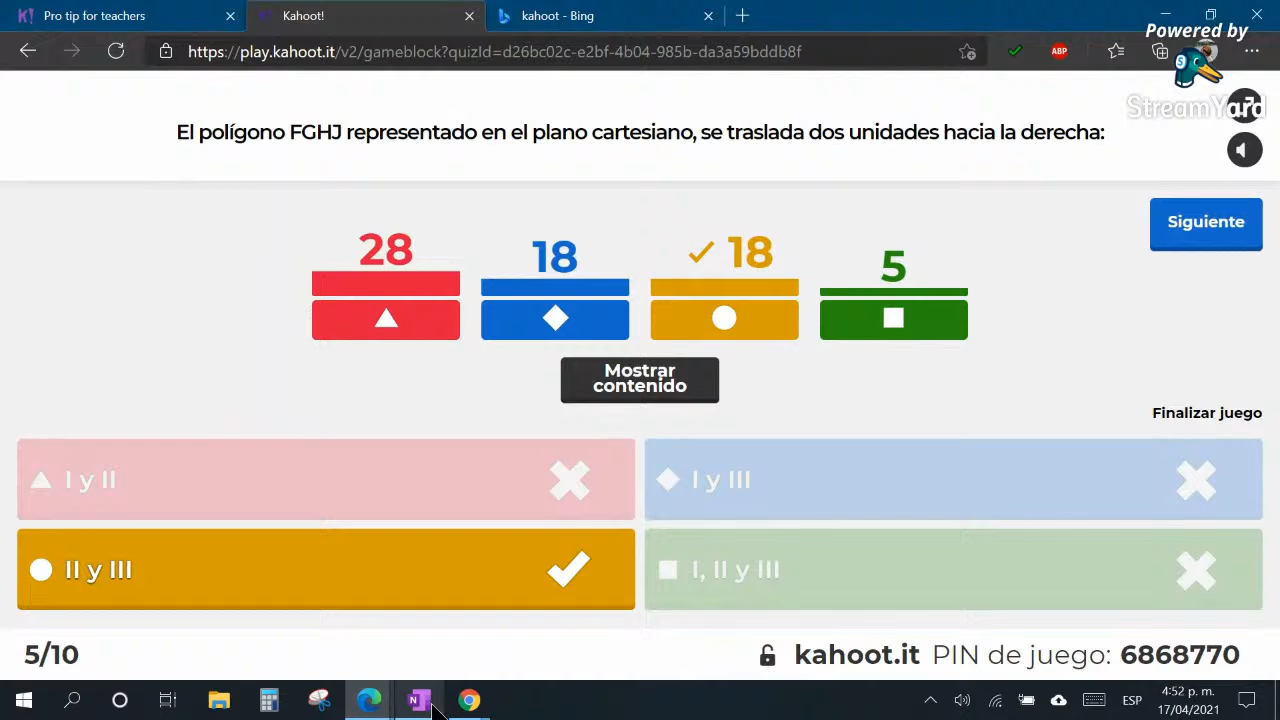 Pro tip for teachers
Kahoot!
kahoot - Bing
https://play.kahoot.it/v2/gameblock?quizId=d26bc02c-e2bf-4b04-985b-da3a59bddb8f
ABP
Powered by
StreamYard
El polígono FGHJ representado en el plano cartesiano, se traslada dos unidades hacia la derecha:
Siguiente
28
18
18
5
Mostrar
contenido
Finalizar juego
I y II
I y III
II y III
I, II y III
5/10
kahoot.it PIN de juego: 6868770
ESP
4:52 p. m.
17/04/2021